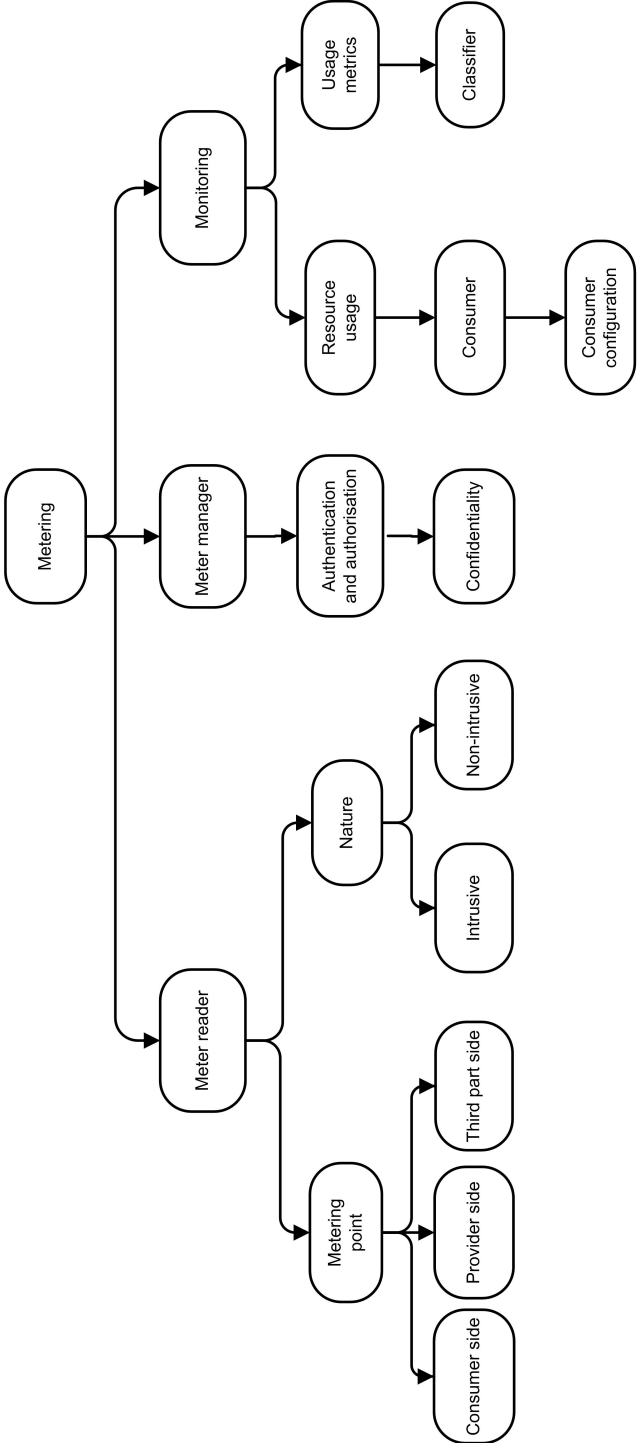 Metering
Meter reader
Meter manager
Monitoring
Metering
point
Nature
Authentication
and authorisation
Resource
usage
Usage
metrics
Consumer side
Provider side
Third part side
Intrusive
Non-intrusive
Confidentiality
Consumer
Classifier
Consumer
configuration